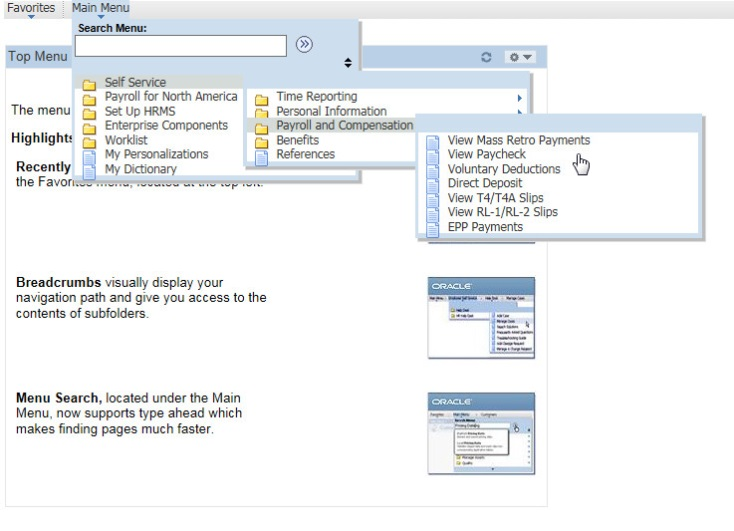 Favorites
Main Menu
Search Menu:
Top Menu
Self Service
Payroll for North America
Set Up HRMS
Enterprise Components
Worklist
My Personalizations
My Dictionary
Time Reporting
Personal Information
Payroll and Compensation
Benefits
References
View Mass Retro Payments
View Paycheck
Voluntary Deductions
Direct Deposit
View T4/T4A Slips
View RL-1/RL-2 Slips
EPP Payments
The menu
Highlights
Recently
the Favorites menu, located at the top left.
Breadcrumbs visually display your
navigation path and give you access to the
contents of subfolders.
ORACLE
Menu Search, located under the Main
Menu, now supports type ahead which
makes finding pages much faster.
ORACLE